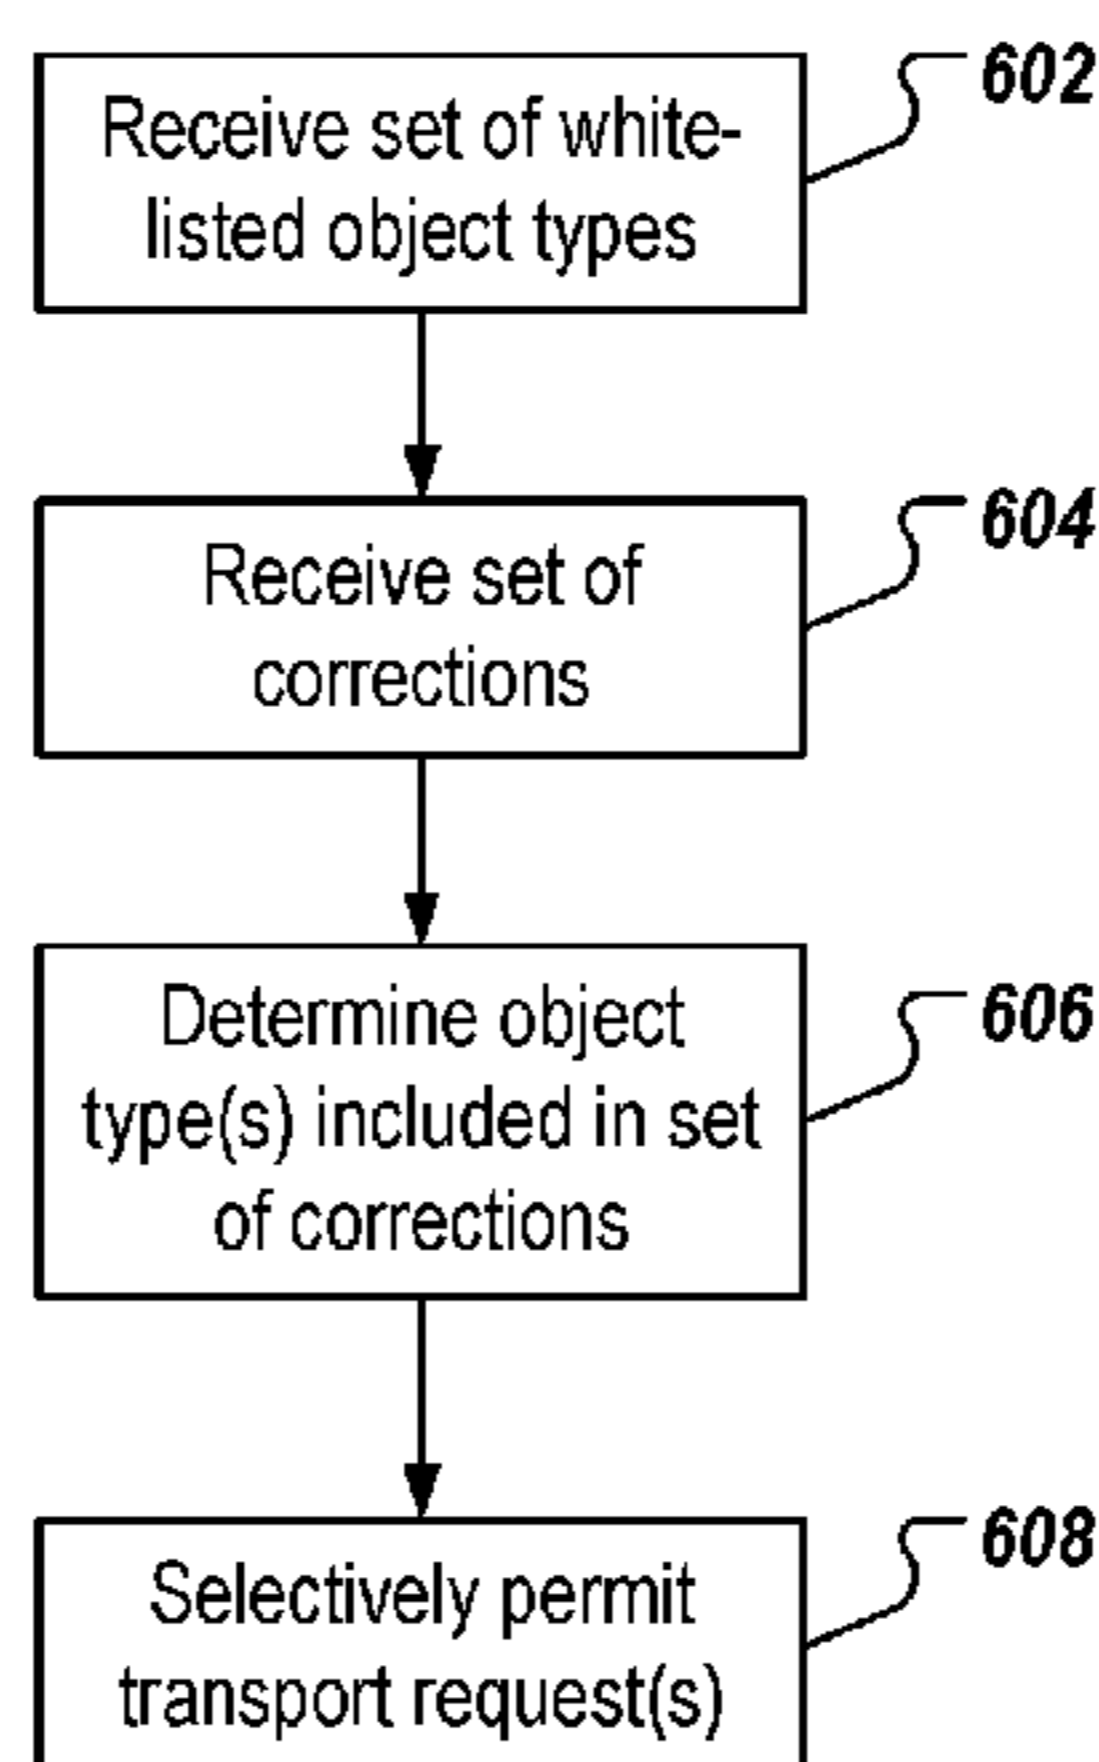 Receive set of white-
listed object types
602
Receive set of
corrections
604
Determine object
type(s) included in set
of corrections
606
Selectively permit
transport request(s)
608